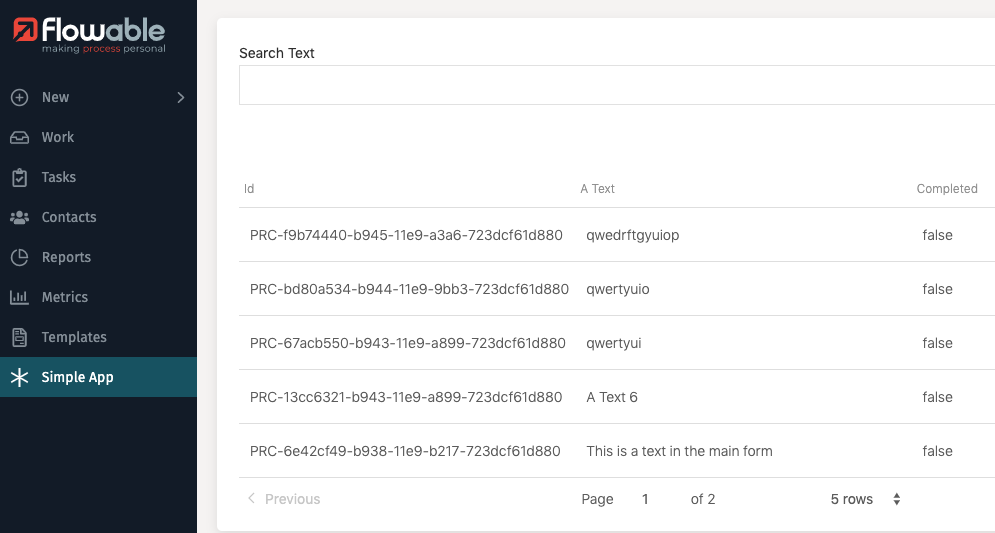 flowable
making process personal
New
Work
Tasks
Contacts
Reports
Metrics
Templates
Simple App
Search Text
Id A Text Completed
PRC-f9b74440-b945-11e9-a3a6-723dcf61d880 qwedrftgyuiop false
PRC-bd80a534-b944-11e9-9bb3-723dcf61d880 qwertyuio false
PRC-67acb550-b943-11e9-a899-723dcf61d880 qwertyui false
PRC-13cc6321-b943-11e9-a899-723dcf61d880 A Text 6 false
PRC-6e42cf49-b938-11e9-b217-723dcf61d880 This is a text in the main form false
Previous Page 1 of 2 5 rows